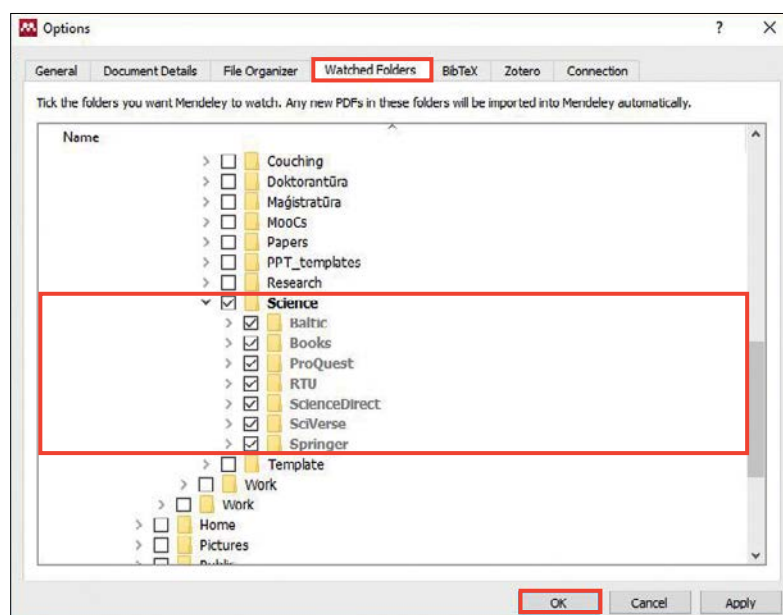 Options
? X
General Document Details File Organizer Watched Folders BibTeX Zotero Connection
Tick the folders you want Mendeley to watch. Any new PDFs in these folders will be imported into Mendeley automatically.
Name
Couching
Doktorantūra
Maģistratūra
MooCs
Papers
PPT_templates
Research
Science
Baltic
Books
ProQuest
RTU
ScienceDirect
SciVerse
Springer
Template
Work
Work
Home
Pictures
OK Cancel Apply